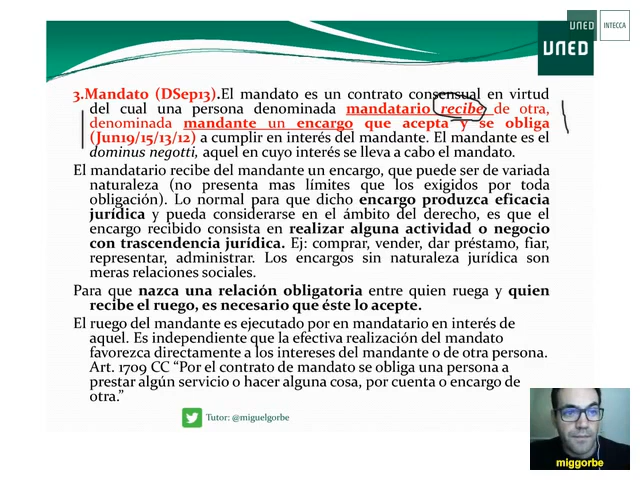 UNED
INTECCA
UNED
3.Mandato (DSep13).El mandato es un contrato consensual en virtud
del cual una persona denominada mandatario recibe de otra,
denominada mandante un encargo que acepta y se obliga
(Jun19/15/13/12) a cumplir en interés del mandante. El mandante es el
dominus negotti, aquel en cuyo interés se lleva a cabo el mandato.
El mandatario recibe del mandante un encargo, que puede ser de variada
naturaleza (no presenta mas límites que los exigidos por toda
obligación). Lo normal para que dicho encargo produzca eficacia
jurídica y pueda considerarse en el ámbito del derecho, es que el
encargo recibido consista en realizar alguna actividad o negocio
con trascendencia jurídica. Ej: comprar, vender, dar préstamo, fiar,
representar, administrar. Los encargos sin naturaleza jurídica son
meras relaciones sociales.
Para que nazca una relación obligatoria entre quien ruega y quien
recibe el ruego, es necesario que éste lo acepte.
El ruego del mandante es ejecutado por en mandatario en interés de
aquel. Es independiente que la efectiva realización del mandato
favorezca directamente a los intereses del mandante o de otra persona.
Art. 1709 CC “Por el contrato de mandato se obliga una persona a
prestar algún servicio o hacer alguna cosa, por cuenta o encargo de
otra.”
Tutor: @miguelgorbe
miggorbe